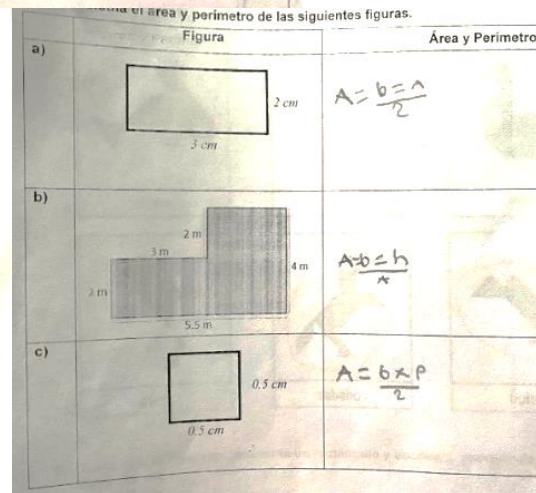 el área y perímetro de las siguientes figuras.
Figura
Área y Perímetro
a)
2 cm
3 cm
A = b = n
2
b)
2 m
3 m
4 m
2 m
5.5 m
A=b=h
c)
0.5 cm
0.5 cm
A = b x p
2